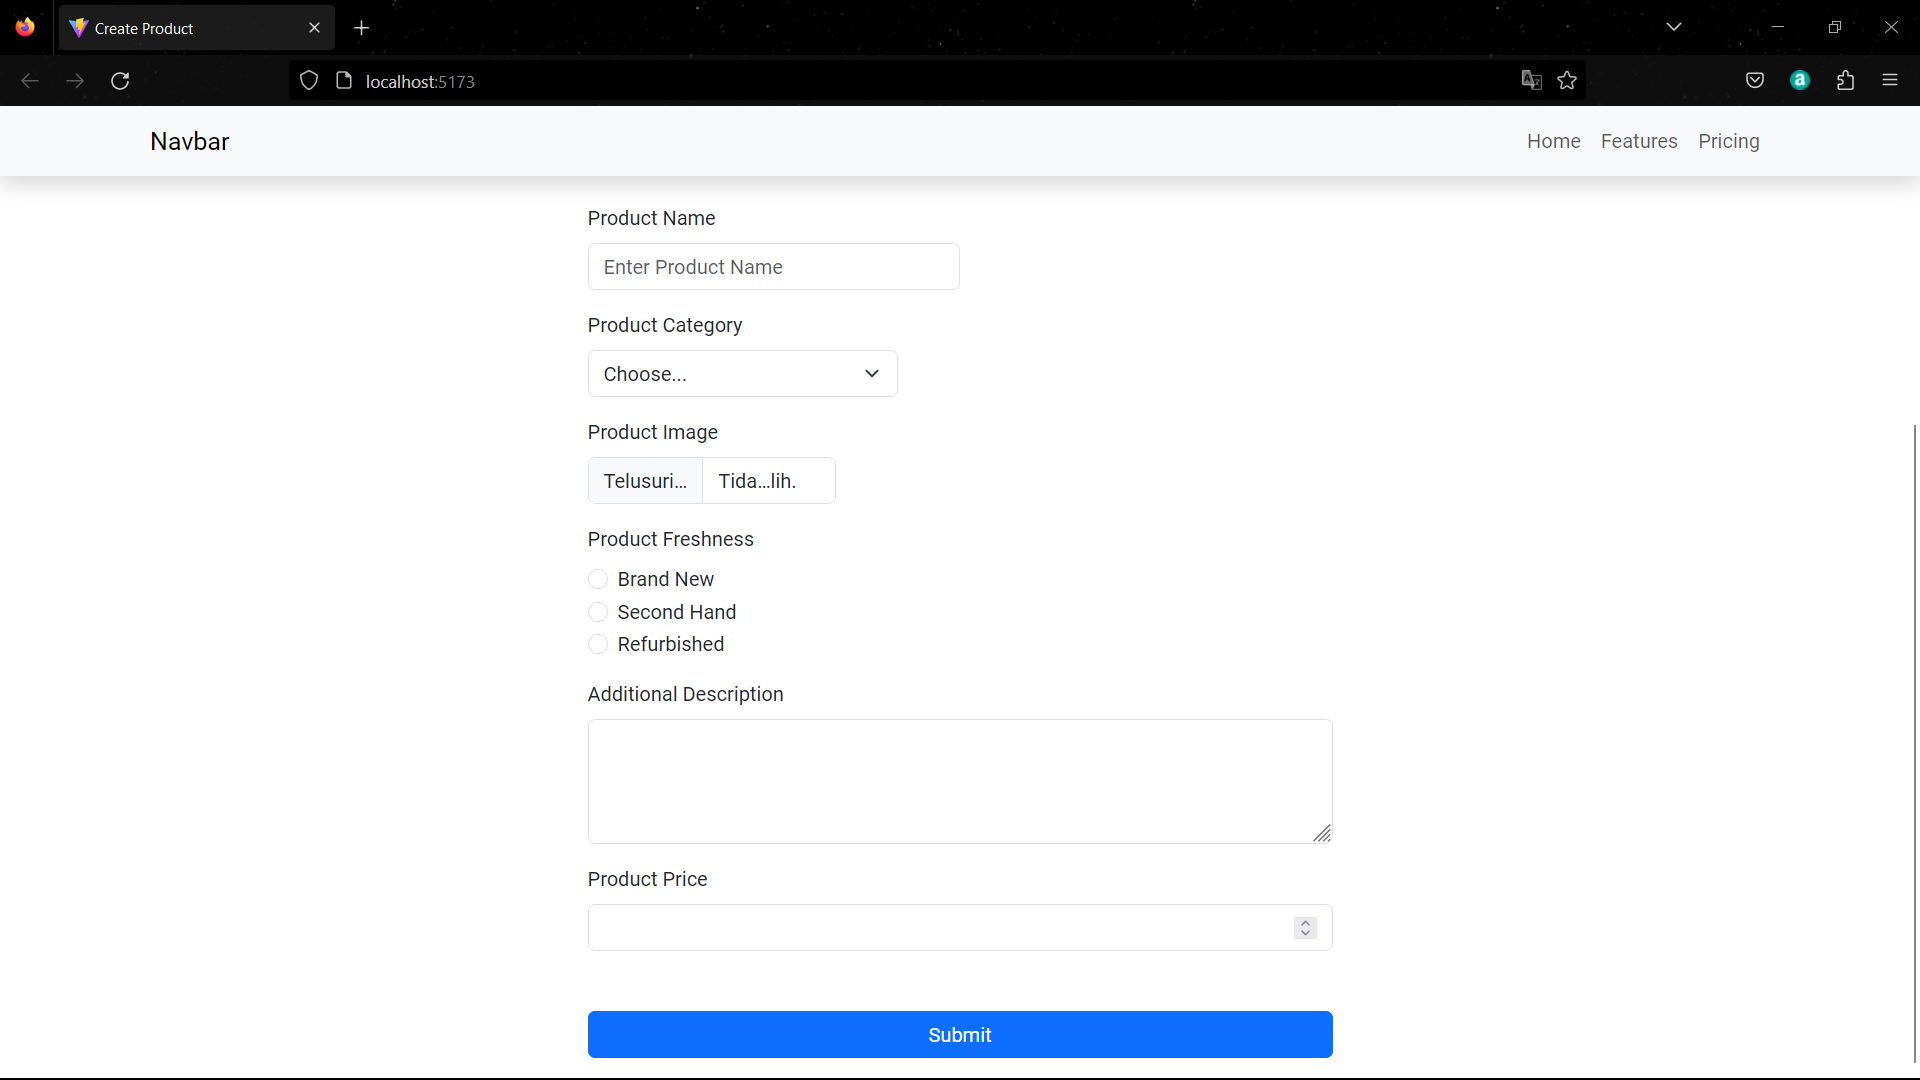 Create Product
localhost:5173
Navbar
Home Features Pricing
Product Name
Enter Product Name
Product Category
Choose...
Product Image
Telusuri... Tida...lih.
Product Freshness
Brand New
Second Hand
Refurbished
Additional Description
Product Price
Submit